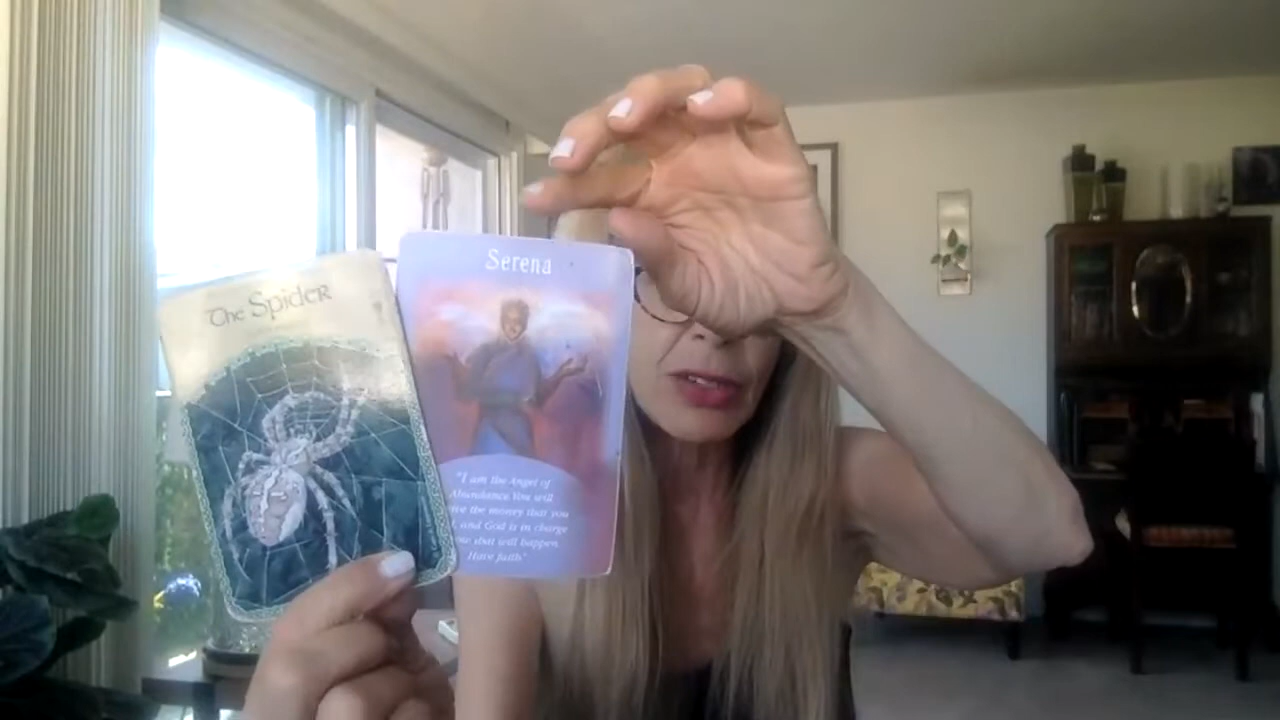 The Spider
Serena
"I am the Angel of
Abundance. You will
the money that you
and God is in charge
that will happen.
Have faith"